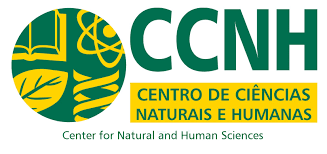 CCNH
CENTRO DE CIÊNCIAS
NATURAIS E HUMANAS
Center for Natural and Human Sciences